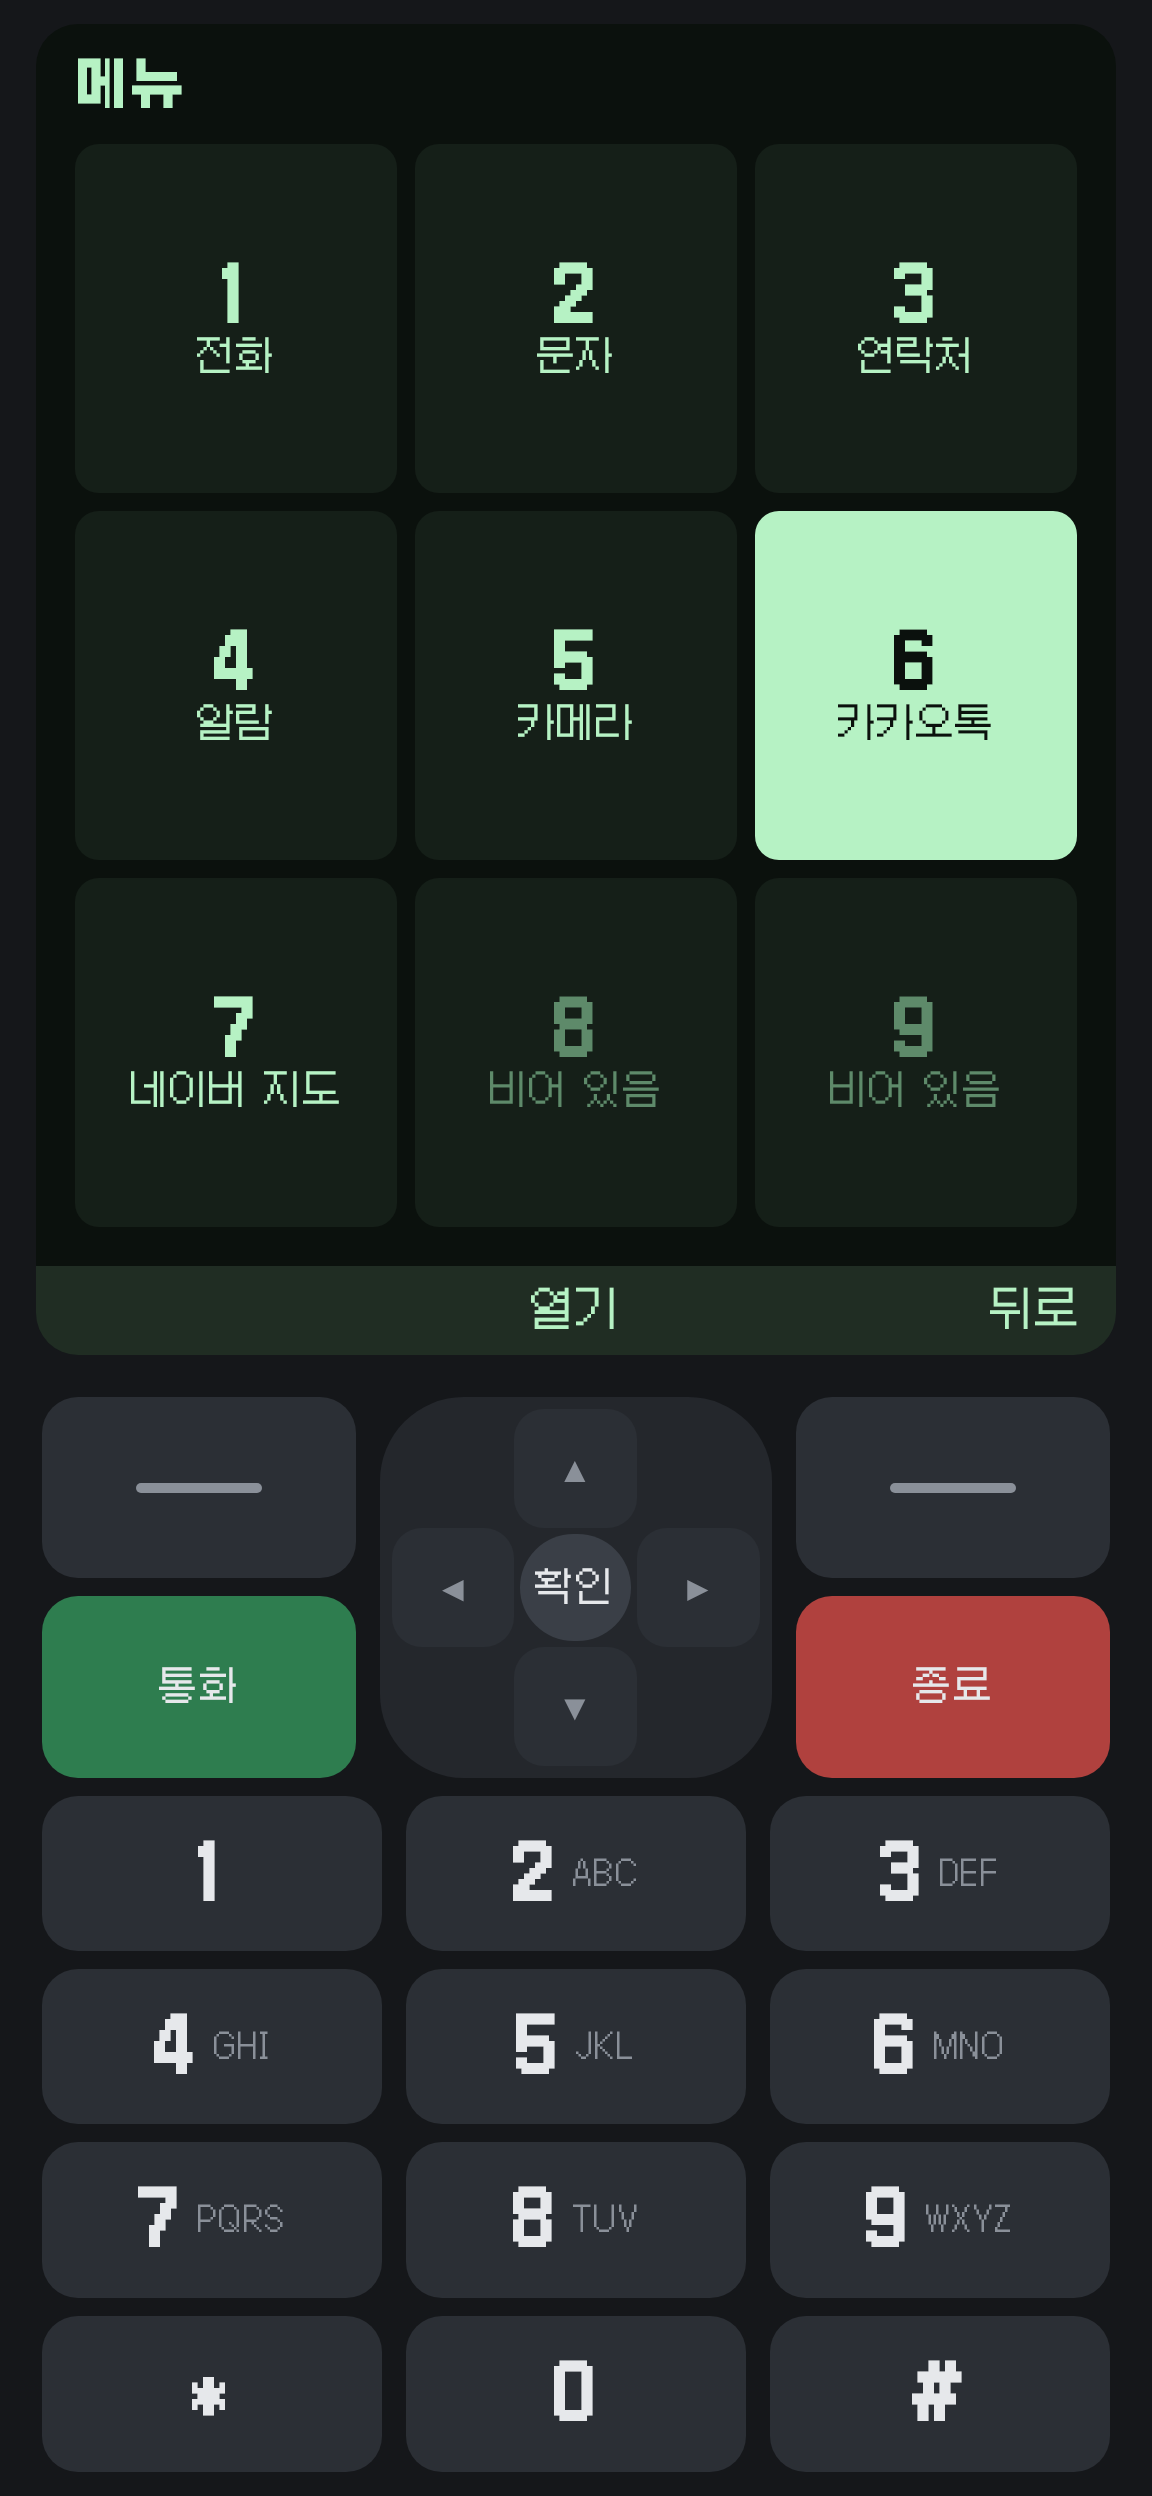 메뉴
1
전화
2
문자
3
연락처
4
알람
5
카메라
6
카카오톡
7
네이버 지도
8
비어 있음
9
비어 있음
열기
뒤로
▲
◀
확인
▶
▼
통화
종료
1
2 ABC
3 DEF
4 GHI
5 JKL
6 MNO
7 PQRS
8 TUV
9 WXYZ
*
0
#